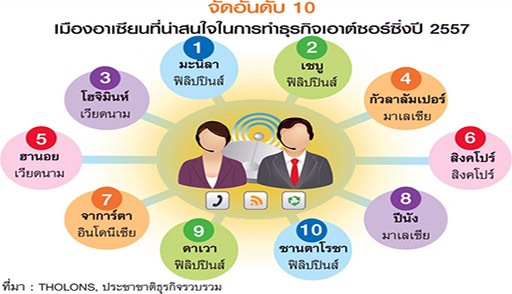 จัดอันดับ 10
เมืองอาเซียนที่น่าสนใจในการทำธุรกิจเอาต์ซอร์ซิ่งปี 2557
1
มะนิลา
ฟิลิปปินส์
2
เซบู
ฟิลิปปินส์
3
โฮจิมินห์
เวียดนาม
4
กัวลาลัมเปอร์
มาเลเซีย
5
ฮานอย
เวียดนาม
6
สิงคโปร์
สิงคโปร์
7
จาการ์ตา
อินโดนีเซีย
8
ปีนัง
มาเลเซีย
9
ดาเวา
ฟิลิปปินส์
10
ซานตาโรซา
ฟิลิปปินส์
ที่มา : THOLONS, ประชาชาติธุรกิจรวบรวม